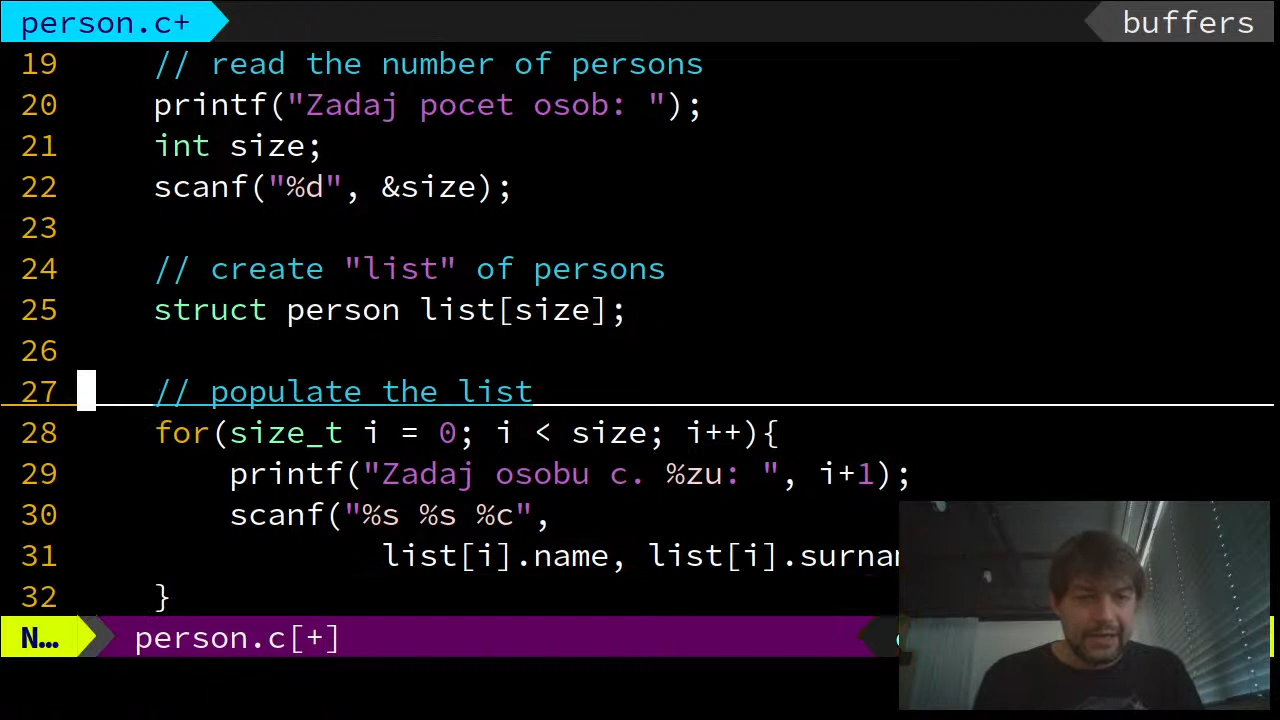 person.c+ buffers
19 // read the number of persons
20 printf("Zadaj pocet osob: ");
21 int size;
22 scanf("%d", &size);
23
24 // create "list" of persons
25 struct person list[size];
26
27 // populate the list
28 for(size_t i = 0; i < size; i++){
29 printf("Zadaj osobu c. %zu: ", i+1);
30 scanf("%s %s %c",
31 list[i].name, list[i].surnam
32 }
N... person.c[+]